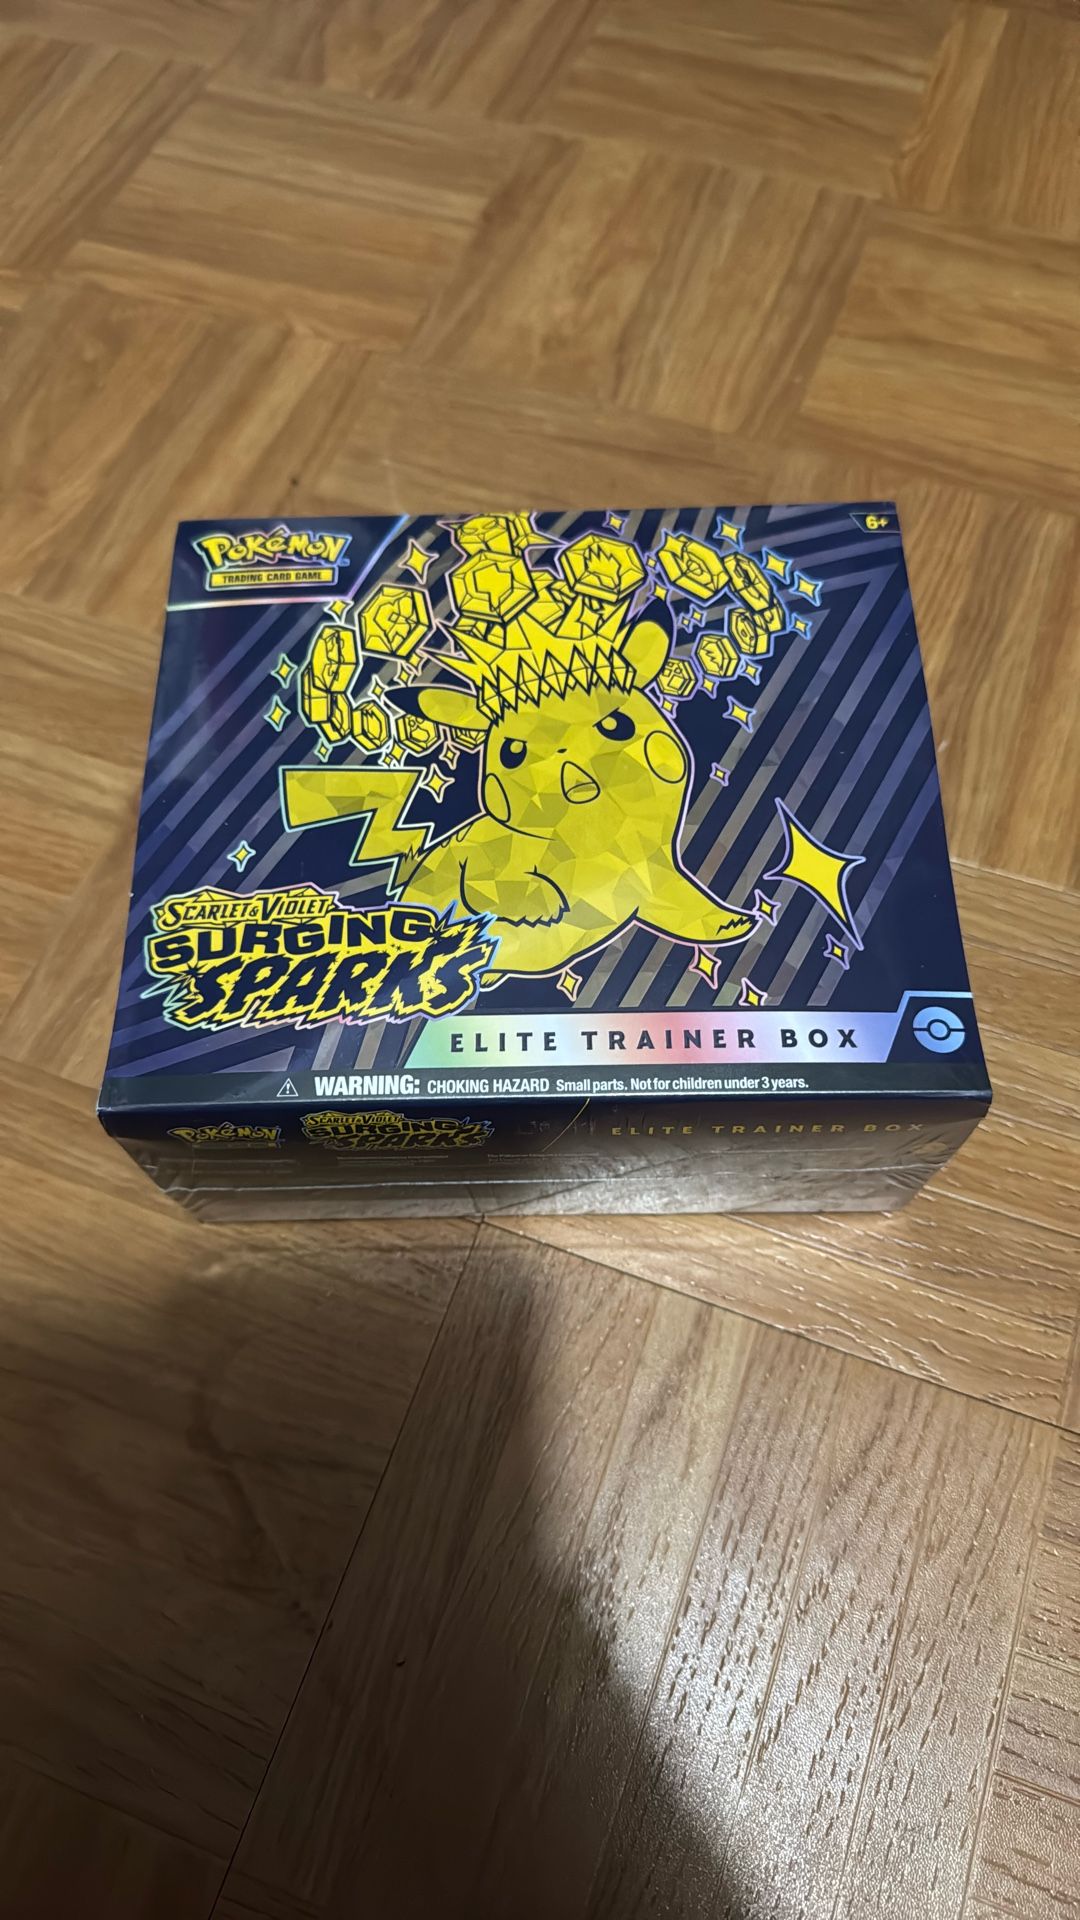 6+
POKÉMON
TRADING CARD GAME
SCARLET & VIOLET
SURGING
SPARKS
ELITE TRAINER BOX
WARNING: CHOKING HAZARD Small parts. Not for children under 3 years.
POKÉMON
SCARLET & VIOLET
SURGING
SPARKS
ELITE TRAINER BOX